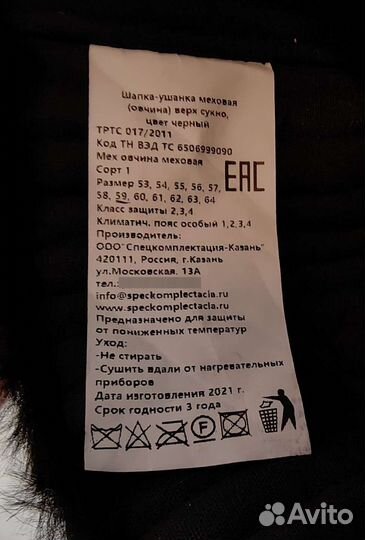 Шапка-ушанка меховая
(овчина) верх сукно,
цвет черный
ТРТС 017/2011
Код ТН ВЭД ТС 6506999090
Мех овчина меховая
Сорт 1
Размер 53, 54, 55, 56, 57,
58, 59, 60, 61, 62, 63, 64
Класс защиты 2,3,4
Климатич. пояс особый 1,2,3,4
Производитель:
ООО"Спецкомплектация-Казань"
420111, Россия, г.Казань
ул.Московская. 13А
тел.:
info@speckomplectacia.ru
www.speckomplectacia.ru
Предназначено для защиты
от пониженных температур
Уход:
-Не стирать
-Сушить вдали от нагревательных
приборов
Дата изготовления 2021 г.
Срок годности 3 года
EAC
F
Avito